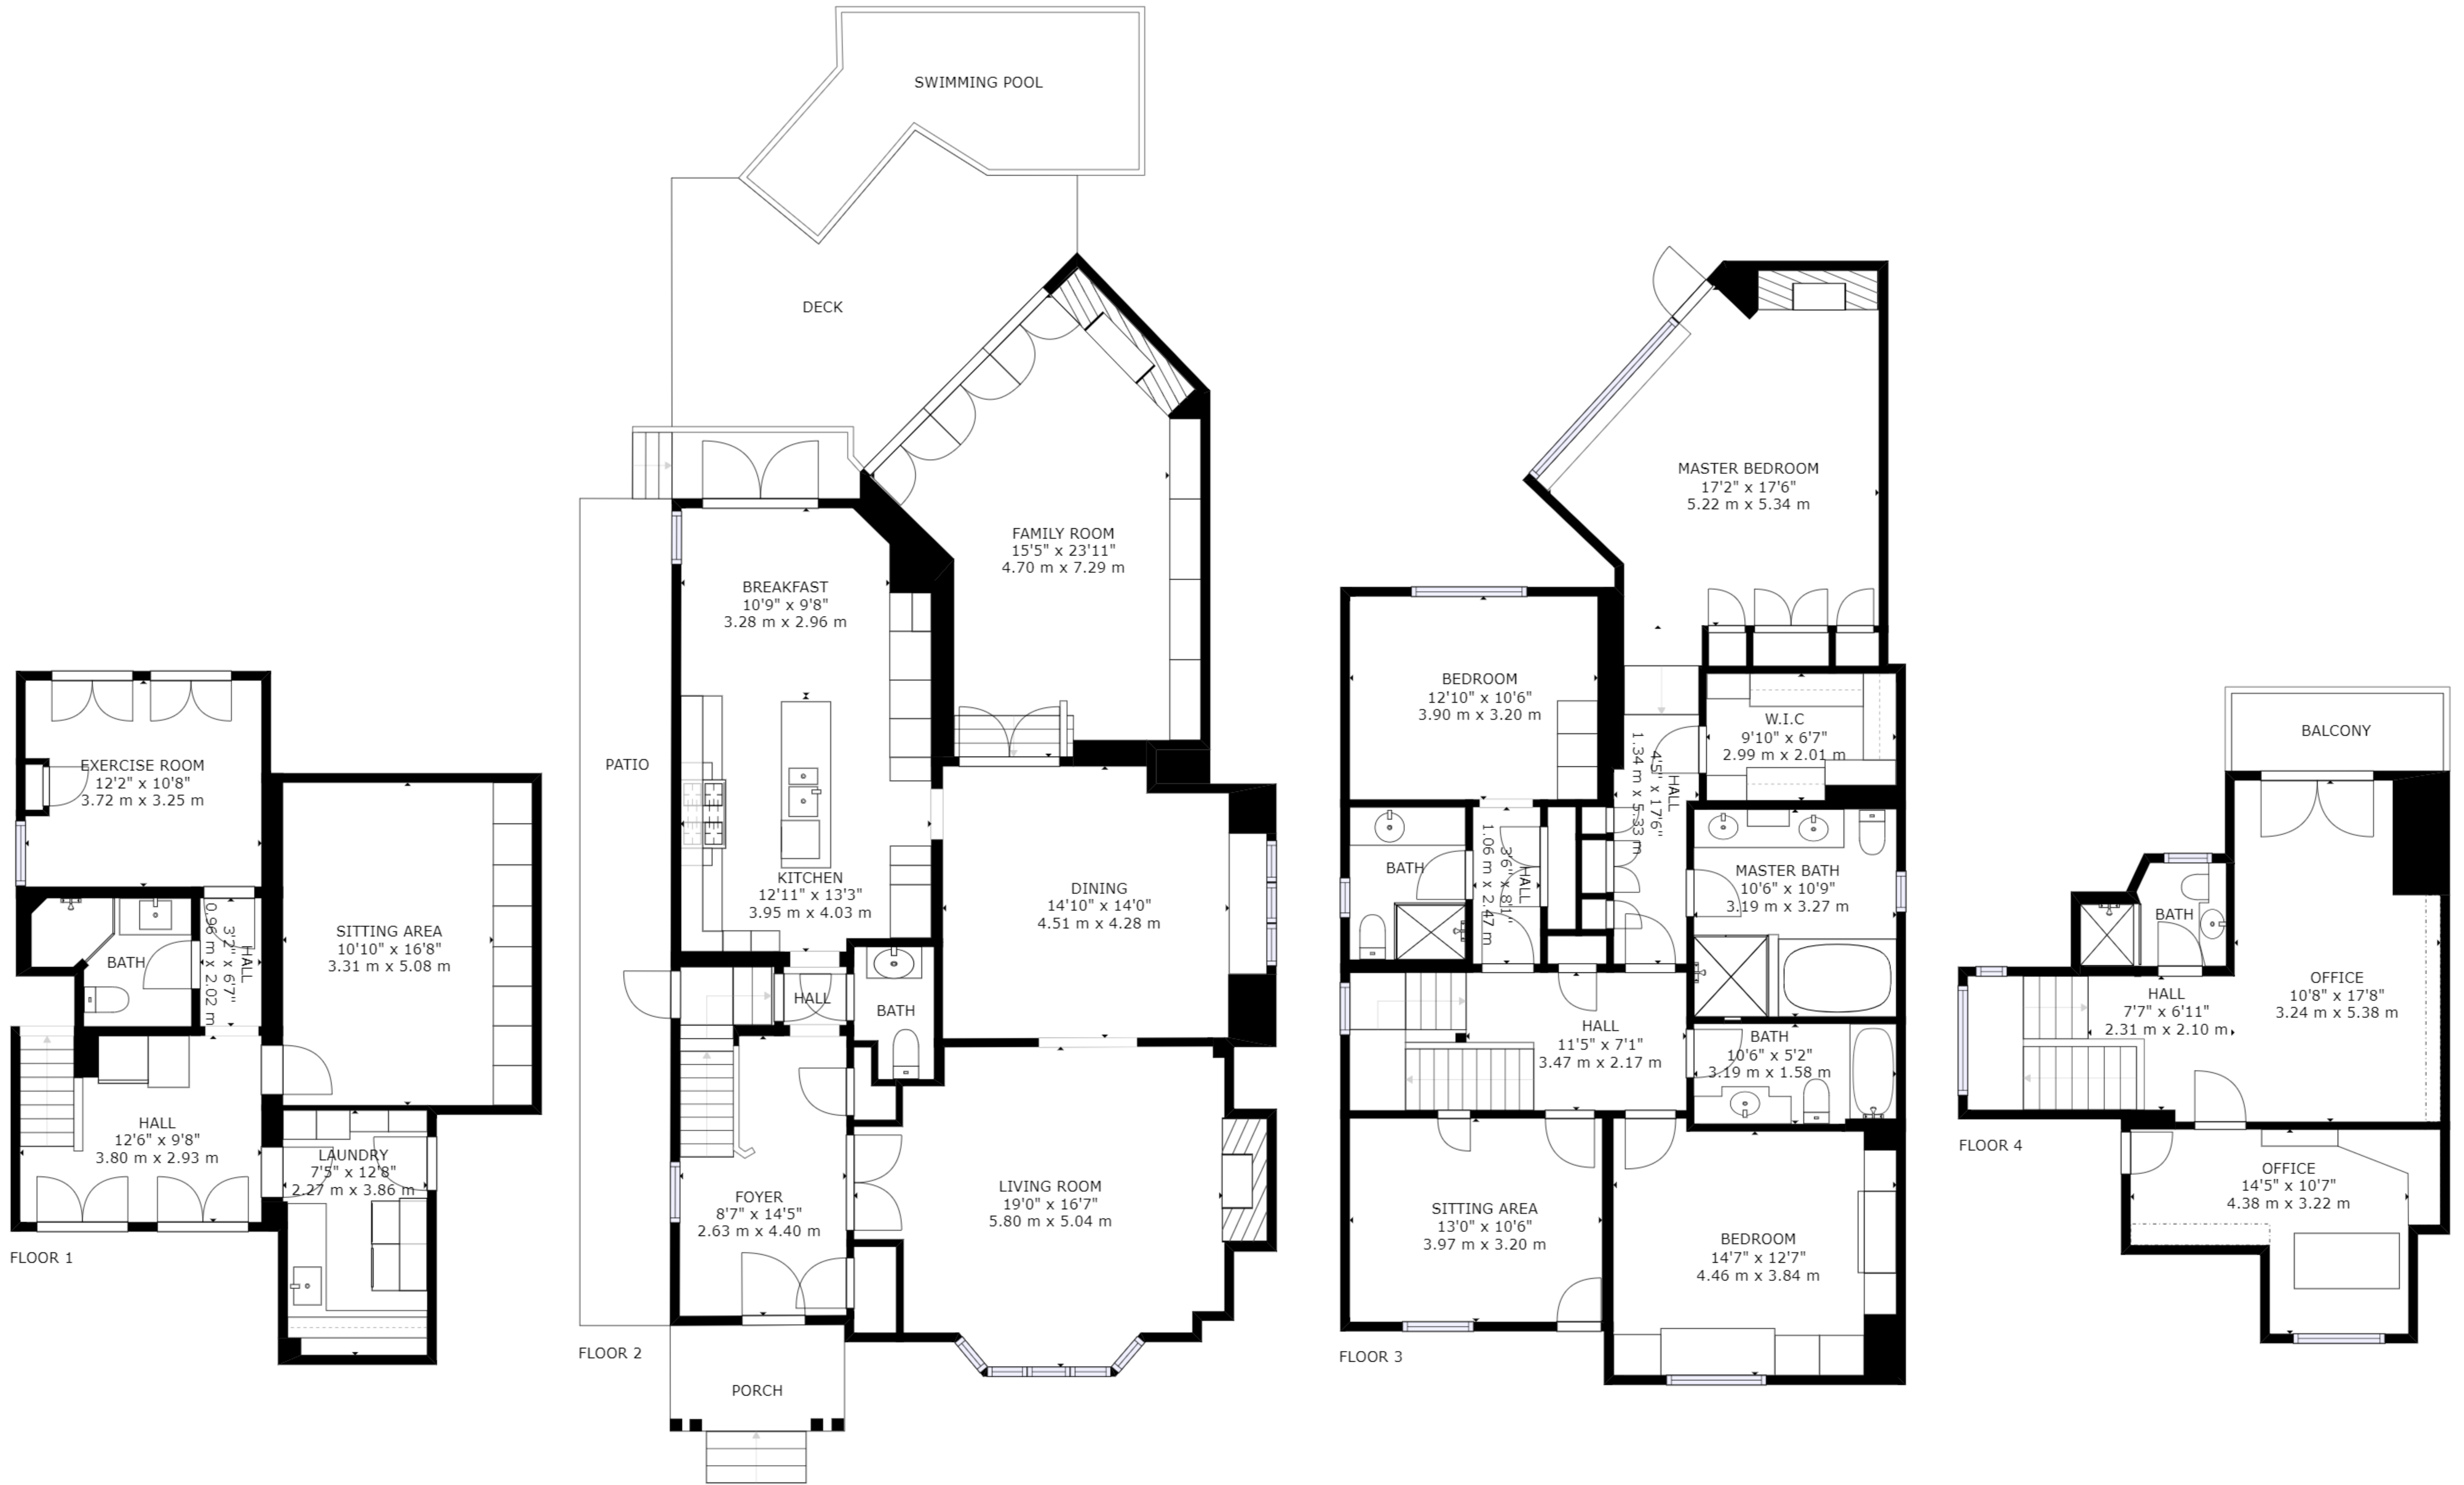 EXERCISE ROOM
12'2" x 10'8"
3.72 m x 3.25 m
SITTING AREA
10'10" x 16'8"
3.31 m x 5.08 m
BATH
HALL
3'2" x 6'7"
0.96 m x 2.02 m
HALL
12'6" x 9'8"
3.80 m x 2.93 m
LAUNDRY
7'5" x 12'8"
2.27 m x 3.86 m
FLOOR 1
SWIMMING POOL
DECK
FAMILY ROOM
15'5" x 23'11"
4.70 m x 7.29 m
BREAKFAST
10'9" x 9'8"
3.28 m x 2.96 m
PATIO
KITCHEN
12'11" x 13'3"
3.95 m x 4.03 m
DINING
14'10" x 14'0"
4.51 m x 4.28 m
HALL
BATH
FOYER
8'7" x 14'5"
2.63 m x 4.40 m
LIVING ROOM
19'0" x 16'7"
5.80 m x 5.04 m
FLOOR 2
PORCH
MASTER BEDROOM
17'2" x 17'6"
5.22 m x 5.34 m
BEDROOM
12'10" x 10'6"
3.90 m x 3.20 m
W.I.C
9'10" x 6'7"
2.99 m x 2.01 m
HALL
4'5" x 17'6"
1.34 m x 5.33 m
BATH
HALL
3'6" x 8'1"
1.06 m x 2.47 m
MASTER BATH
10'6" x 10'9"
3.19 m x 3.27 m
HALL
11'5" x 7'1"
3.47 m x 2.17 m
BATH
10'6" x 5'2"
3.19 m x 1.58 m
SITTING AREA
13'0" x 10'6"
3.97 m x 3.20 m
BEDROOM
14'7" x 12'7"
4.46 m x 3.84 m
FLOOR 3
BALCONY
BATH
OFFICE
10'8" x 17'8"
3.24 m x 5.38 m
HALL
7'7" x 6'11"
2.31 m x 2.10 m
FLOOR 4
OFFICE
14'5" x 10'7"
4.38 m x 3.22 m